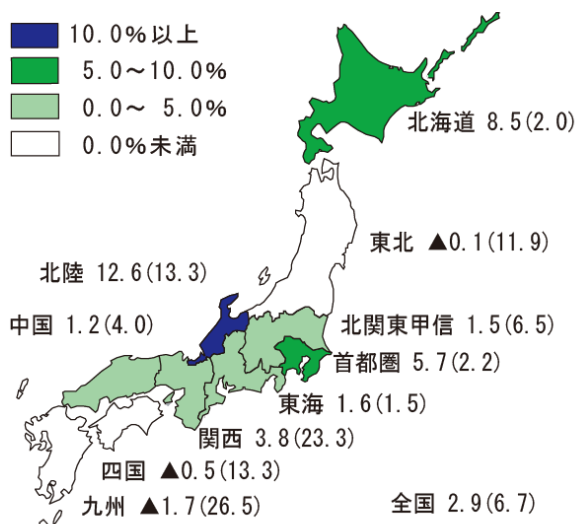 10.0%以上
5.0~10.0%
0.0~ 5.0%
0.0%未満
北海道 8.5(2.0)
東北 ▲0.1(11.9)
北陸 12.6(13.3)
中国 1.2(4.0)
北関東甲信 1.5(6.5)
首都圏 5.7(2.2)
東海 1.6(1.5)
関西 3.8(23.3)
四国 ▲0.5(13.3)
九州 ▲1.7(26.5)
全国 2.9(6.7)